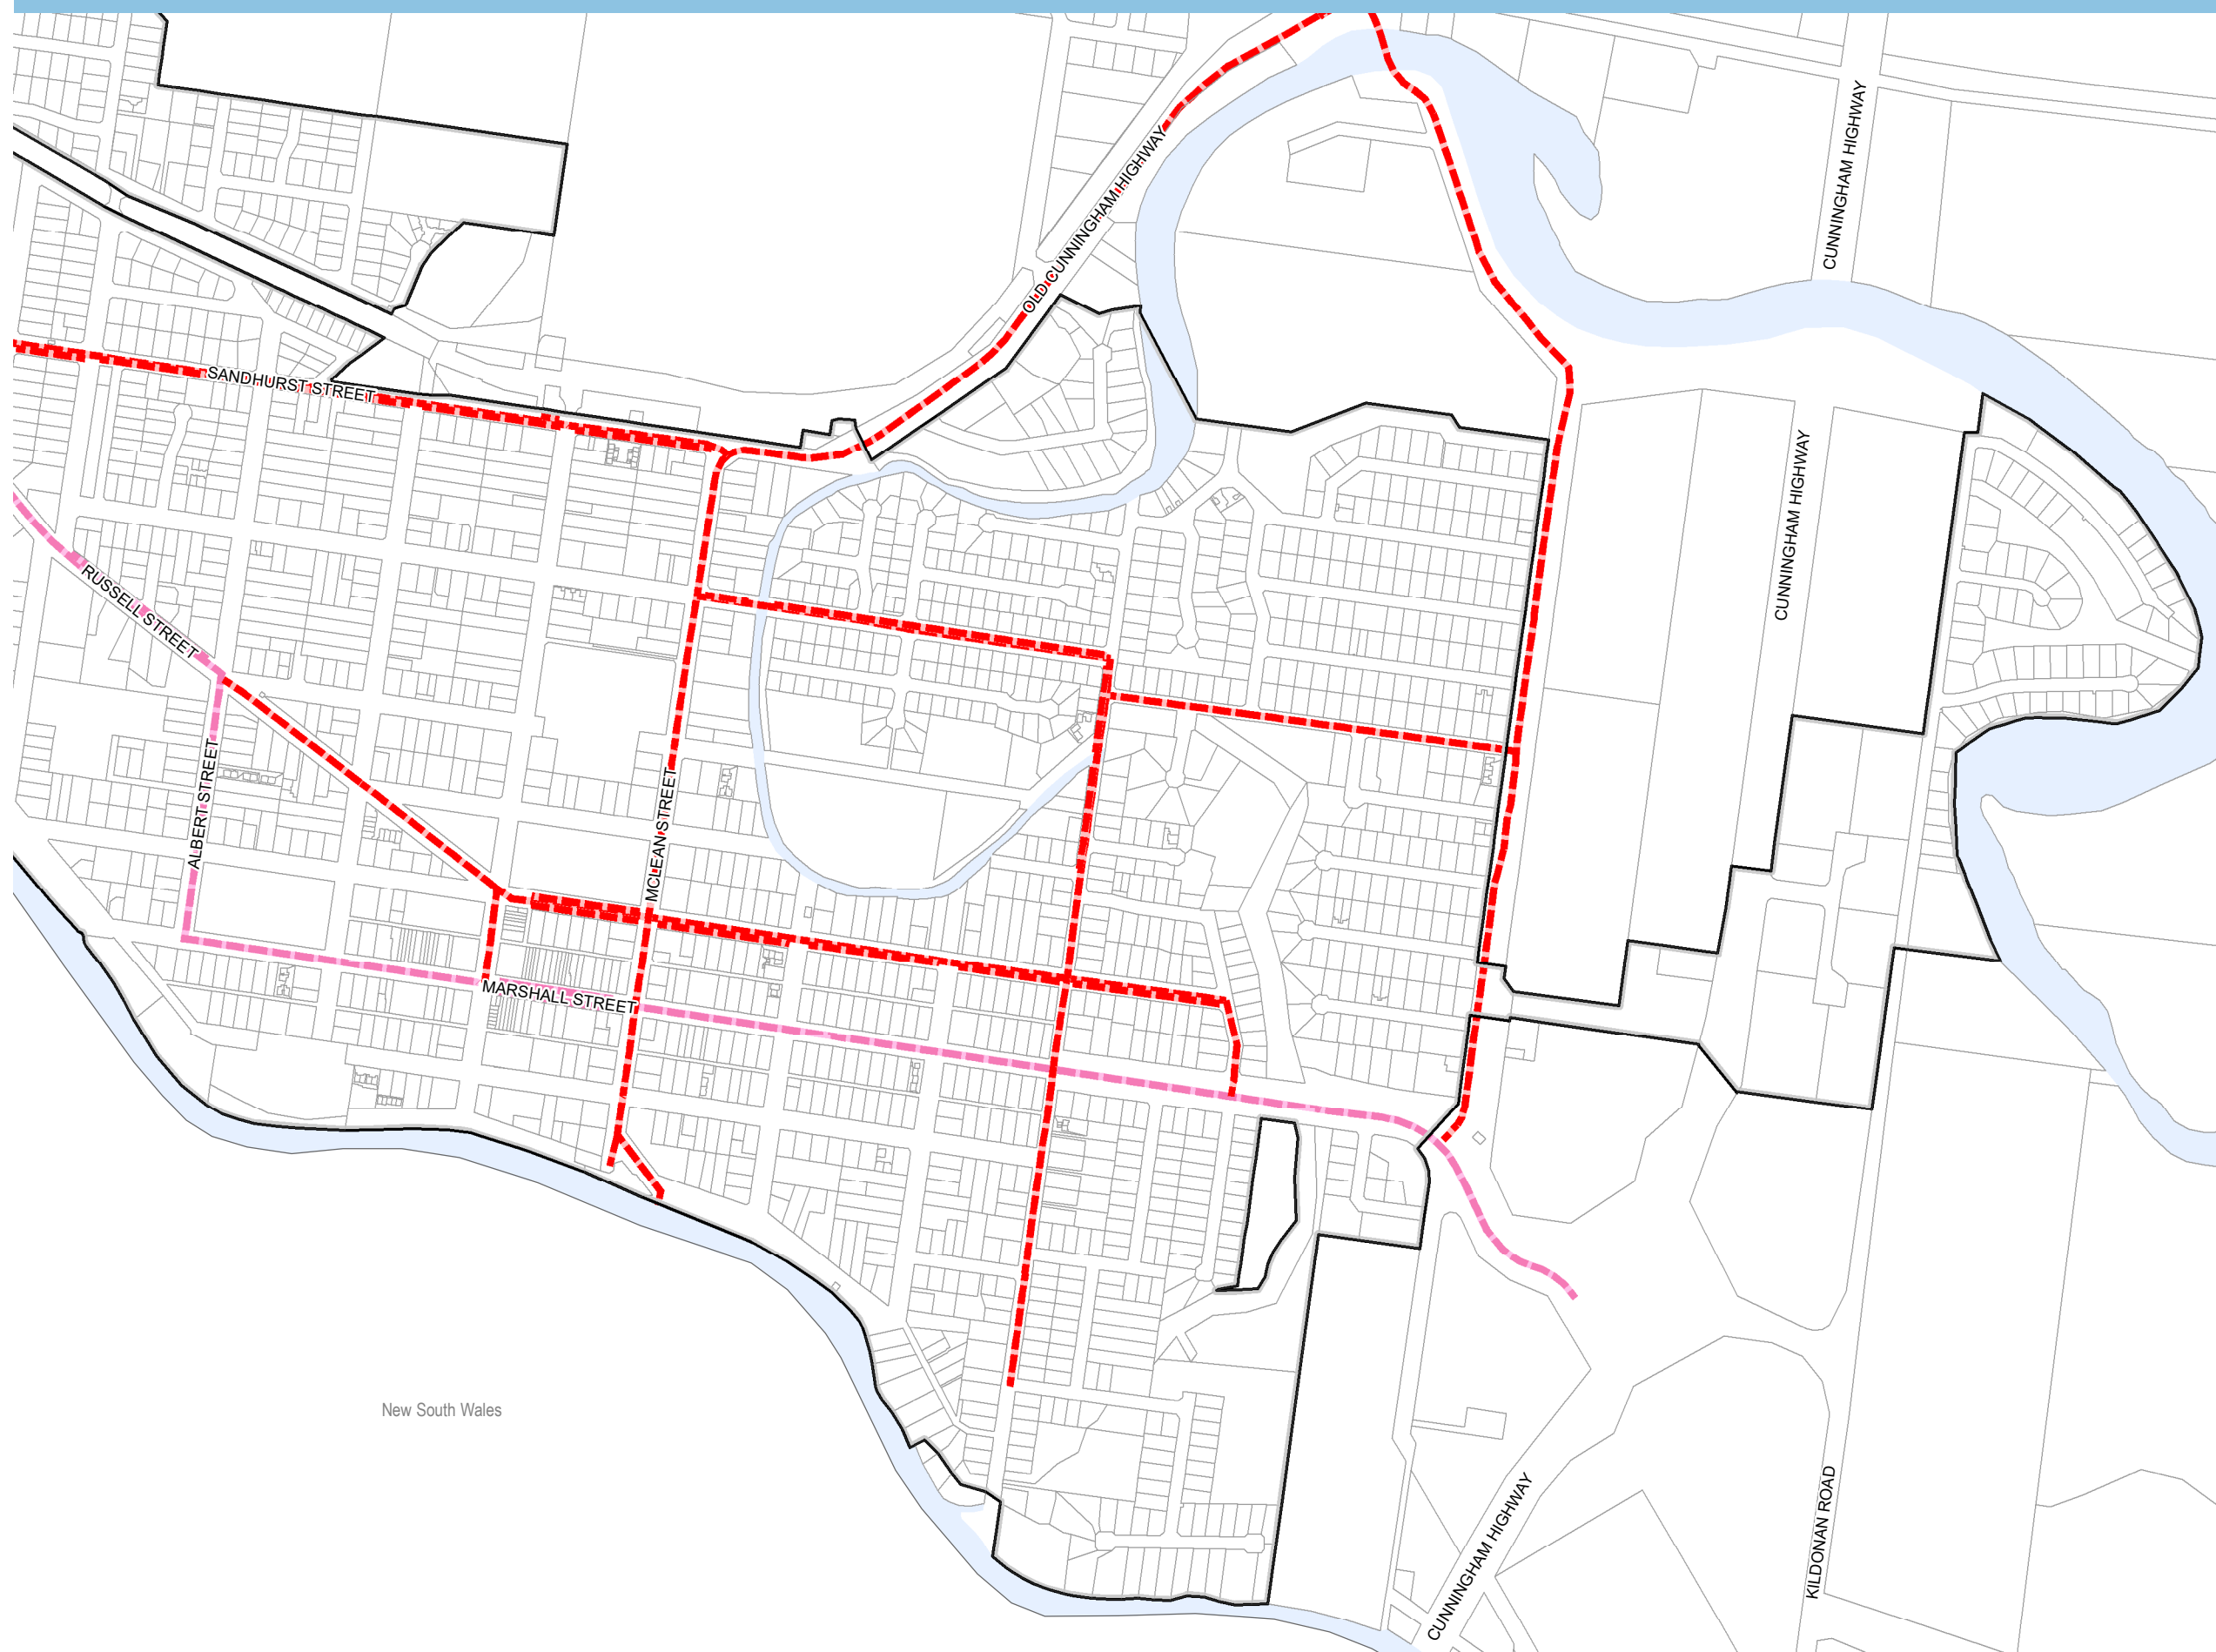 CUNNINGHAM HIGHWAY
OLD CUNNINGHAM HIGHWAY
SANDHURST STREET
CUNNINGHAM HIGHWAY
RUSSELL STREET
ALBERT STREET
MCLEAN STREET
MARSHALL STREET
New South Wales
CUNNINGHAM HIGHWAY
KILDONAN ROAD